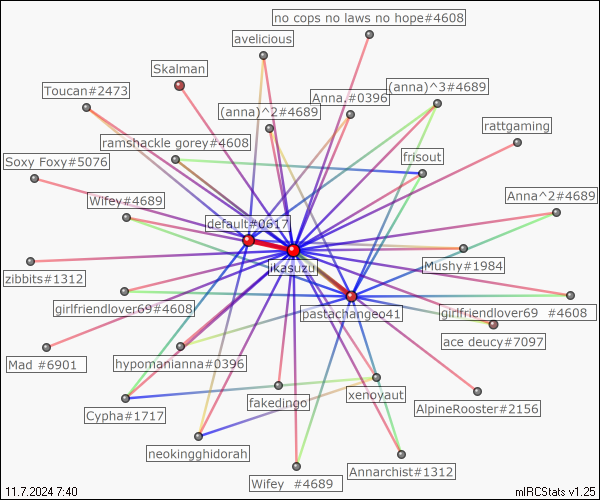 no cops no laws no hope#4608
avelicious
Skalman
Toucan#2473
(anna)^3#4689
Anna,#0396
(anna)^2#4689
rattgaming
ramshackle gorey#4608
frisout
Soxy Foxy#5076
Anna^2#4689
Wifey#4689
default#0617
ikasuzu
Mushy#1984
zibbits#1312
girlfriendlover69#4608
pastachangeo41
girlfriendlover69 #4608
ace deucy#7097
Mad #6901
hypomanianna#0396
xenoyaut
fakedingo
AlpineRooster#2156
Cypha#1717
neokingghidorah
Annarchist#1312
Wifey #4689
11.7.2024 7:40
mIRCStats v1.25